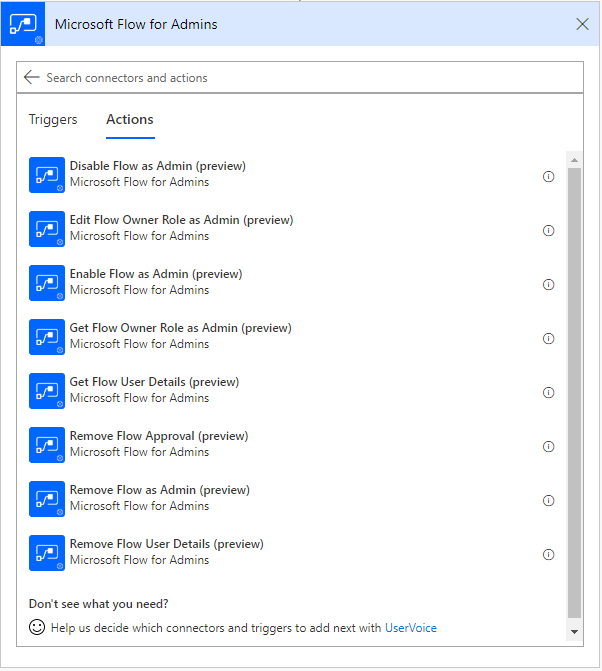 Microsoft Flow for Admins
Search connectors and actions
Triggers Actions
Disable Flow as Admin (preview)
Microsoft Flow for Admins
Edit Flow Owner Role as Admin (preview)
Microsoft Flow for Admins
Enable Flow as Admin (preview)
Microsoft Flow for Admins
Get Flow Owner Role as Admin (preview)
Microsoft Flow for Admins
Get Flow User Details (preview)
Microsoft Flow for Admins
Remove Flow Approval (preview)
Microsoft Flow for Admins
Remove Flow as Admin (preview)
Microsoft Flow for Admins
Remove Flow User Details (preview)
Microsoft Flow for Admins
Don't see what you need?
Help us decide which connectors and triggers to add next with UserVoice